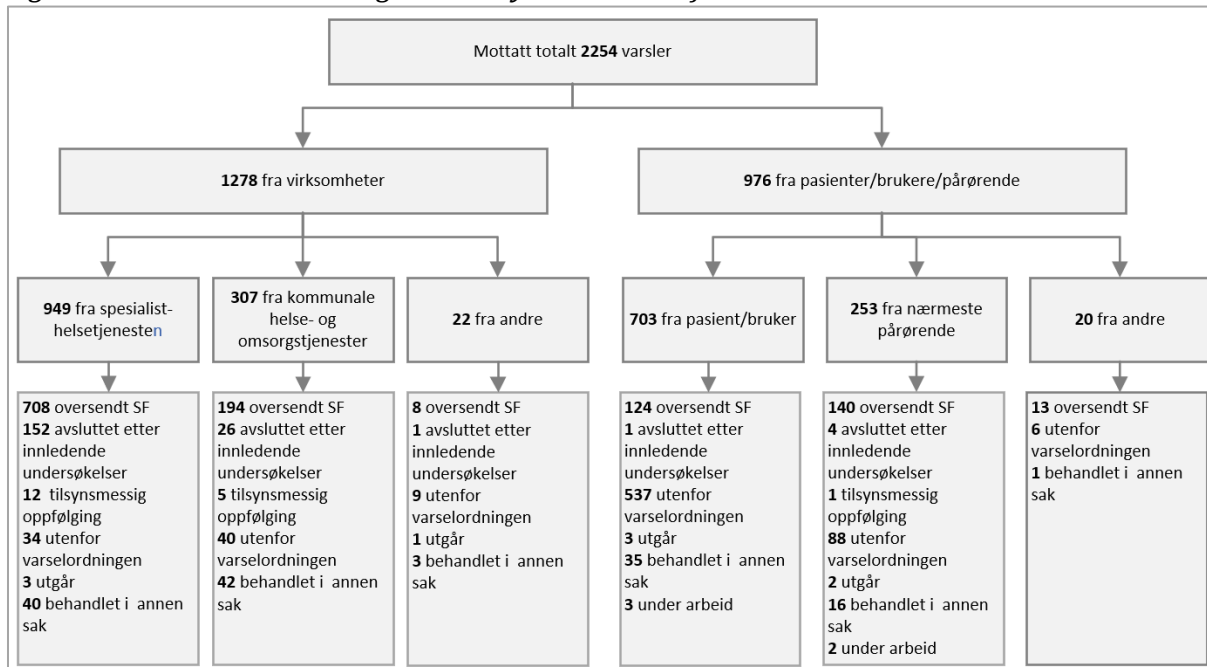 Mottatt totalt 2254 varsler
1278 fra virksomheter
976 fra pasienter/brukere/pårørende
949 fra spesialist-
helsetjenesten
307 fra kommunale
helse- og
omsorgstjenester
22 fra andre
703 fra pasient/bruker
253 fra nærmeste
pårørende
20 fra andre
708 oversendt SF
152 avsluttet etter
innledende
undersøkelser
12 tilsynsmessig
oppfølging
34 utenfor
varselordningen
3 utgår
40 behandlet i annen
sak
194 oversendt SF
26 avsluttet etter
innledende
undersøkelser
5 tilsynsmessig
oppfølging
40 utenfor
varselordningen
42 behandlet i annen
sak
8 oversendt SF
1 avsluttet etter
innledende
undersøkelser
9 utenfor
varselordningen
1 utgår
3 behandlet i annen
sak
124 oversendt SF
1 avsluttet etter
innledende
undersøkelser
537 utenfor
varselordningen
3 utgår
35 behandlet i annen
sak
3 under arbeid
140 oversendt SF
4 avsluttet etter
innledende
undersøkelser
1 tilsynsmessig
oppfølging
88 utenfor
varselordningen
2 utgår
16 behandlet i annen
sak
2 under arbeid
13 oversendt SF
6 utenfor
varselordningen
1 behandlet i annen
sak